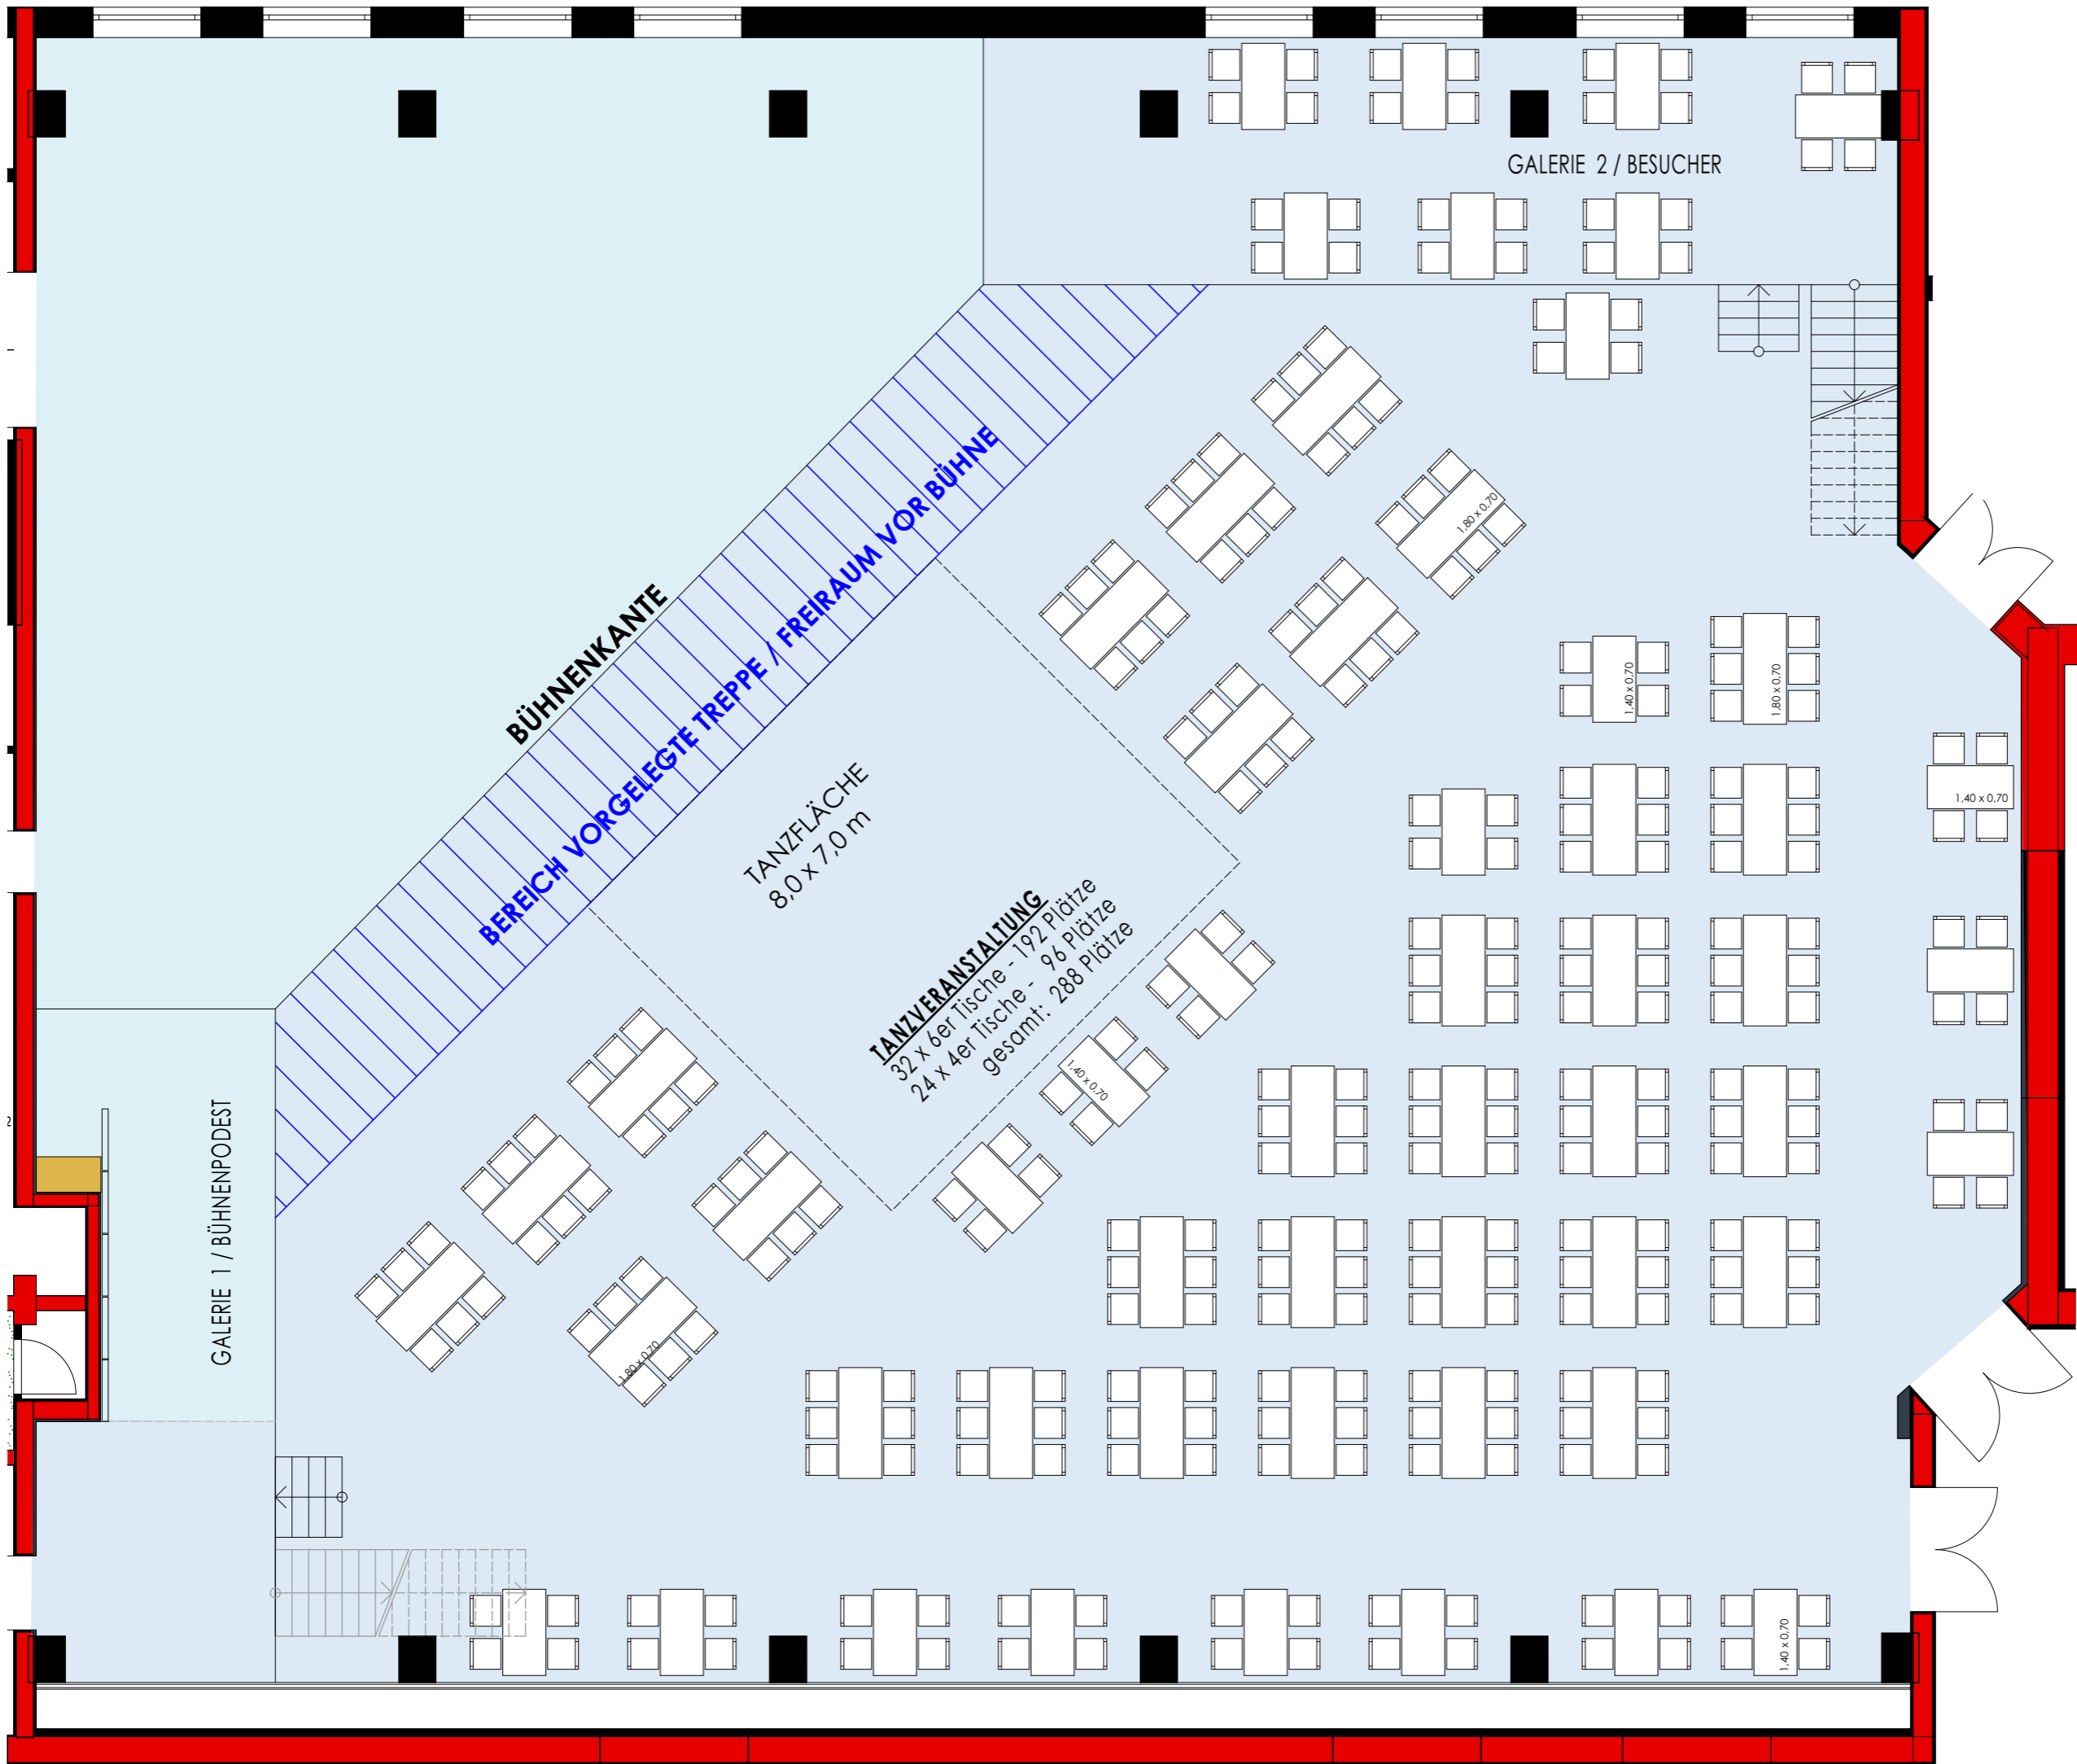 GALERIE 2 / BESUCHER
1,80 x 0,70
BÜHNENKANTE
BEREICH VORGELEGTE TREPPE / FREIRAUM VOR BÜHNE
1,40 x 0,70
1,80 x 0,70
1,40 x 0,70
TANZFLÄCHE
8,0 x 7,0 m
TANZVERANSTALTUNG
32 x 6er Tische - 192 Plätze
24 x 4er Tische - 96 Plätze
gesamt: 288 Plätze
1,40 x 0,70
GALERIE 1 / BÜHNENPODEST
2
1,80 x 0,70
1,40 x 0,70